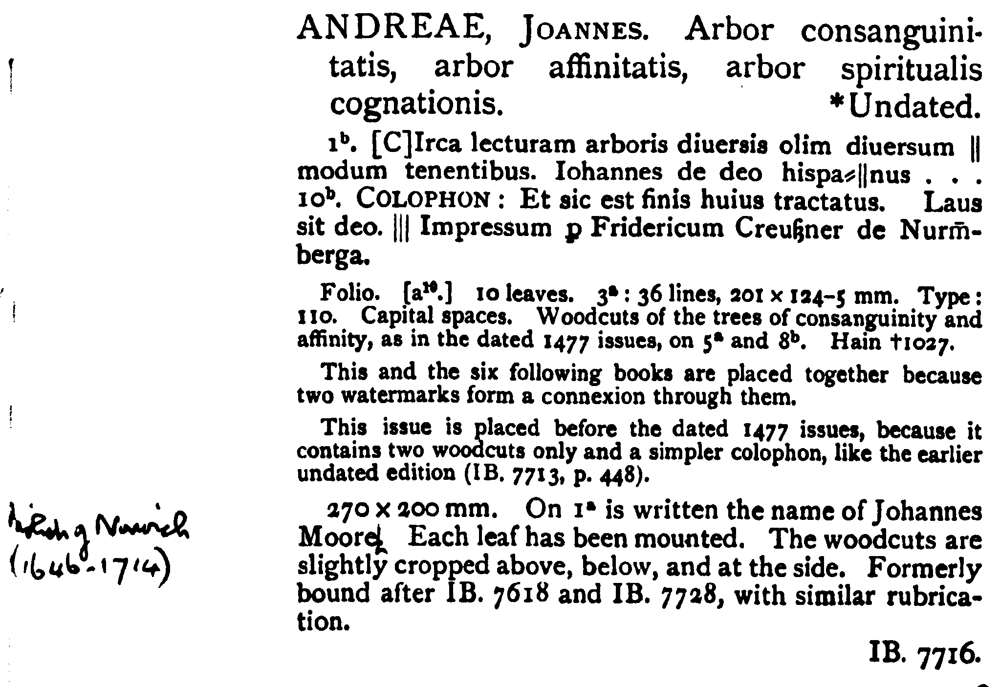 ANDREAE, JOANNES. Arbor consanguini-
tatis, arbor affinitatis, arbor spiritualis
cognationis. *Undated.
1ᵇ. [C]Irca lecturam arboris diuersis olim diuersum ||
modum tenentibus. Iohannes de deo hispa⸗||nus . . .
10ᵇ. COLOPHON : Et sic est finis huius tractatus. Laus
sit deo. ||| Impressum ꝑ Fridericum Creußner de Nurm̄-
berga.
Folio. [a¹⁰.] 10 leaves. 3ᵃ : 36 lines, 201 × 124–5 mm. Type :
110. Capital spaces. Woodcuts of the trees of consanguinity and
affinity, as in the dated 1477 issues, on 5ᵃ and 8ᵇ. Hain †1027.
This and the six following books are placed together because
two watermarks form a connexion through them.
This issue is placed before the dated 1477 issues, because it
contains two woodcuts only and a simpler colophon, like the earlier
undated edition (IB. 7713, p. 448).
270 × 200 mm. On 1ᵃ is written the name of Johannes
Moore. Each leaf has been mounted. The woodcuts are
slightly cropped above, below, and at the side. Formerly
bound after IB. 7618 and IB. 7728, with similar rubrica-
tion.
IB. 7716.
of Norwich
(1646-1714)